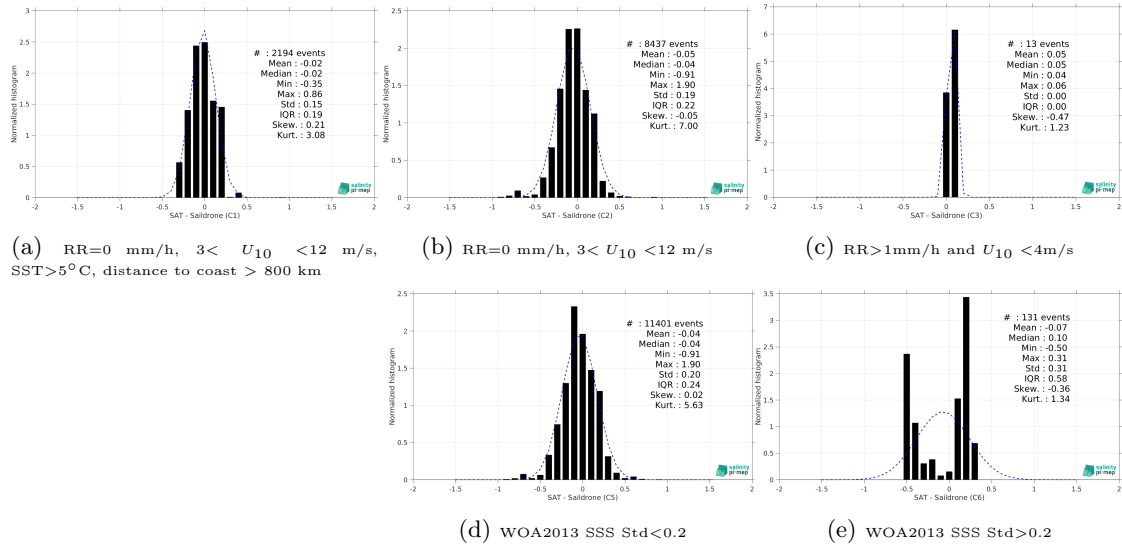 3
2.5
2
1.5
1
0.5
0
-2
-1.5
-1
-0.5
0
0.5
1
1.5
2
Normalized histogram
SAT - Saildrone (C1)
# : 2194 events
Mean : -0.02
Median : -0.02
Min : -0.35
Max : 0.86
Std : 0.15
IQR : 0.19
Skew. : 0.21
Kurt. : 3.08
salinity
pi-mep
(a) RR=0 mm/h, 3< U10 <12 m/s,
SST>5°C, distance to coast > 800 km
2.5
2
1.5
1
0.5
0
-2
-1.5
-1
-0.5
0
0.5
1
1.5
2
Normalized histogram
SAT - Saildrone (C2)
# : 8437 events
Mean : -0.05
Median : -0.04
Min : -0.91
Max : 1.90
Std : 0.19
IQR : 0.22
Skew. : -0.05
Kurt. : 7.00
salinity
pi-mep
(b) RR=0 mm/h, 3< U10 <12 m/s
7
6
5
4
3
2
1
0
-2
-1.5
-1
-0.5
0
0.5
1
1.5
2
Normalized histogram
SAT - Saildrone (C3)
# : 13 events
Mean : 0.05
Median : 0.05
Min : 0.04
Max : 0.06
Std : 0.00
IQR : 0.00
Skew. : -0.47
Kurt. : 1.23
salinity
pi-mep
(c) RR>1mm/h and U10 <4m/s
2.5
2
1.5
1
0.5
0
-2
-1.5
-1
-0.5
0
0.5
1
1.5
2
Normalized histogram
SAT - Saildrone (C5)
# : 11401 events
Mean : -0.04
Median : -0.04
Min : -0.91
Max : 1.90
Std : 0.20
IQR : 0.24
Skew. : 0.02
Kurt. : 5.63
salinity
pi-mep
(d) WOA2013 SSS Std<0.2
3.5
3
2.5
2
1.5
1
0.5
0
-2
-1.5
-1
-0.5
0
0.5
1
1.5
2
Normalized histogram
SAT - Saildrone (C6)
# : 131 events
Mean : -0.07
Median : 0.10
Min : -0.50
Max : 0.31
Std : 0.31
IQR : 0.58
Skew. : -0.36
Kurt. : 1.34
salinity
pi-mep
(e) WOA2013 SSS Std>0.2